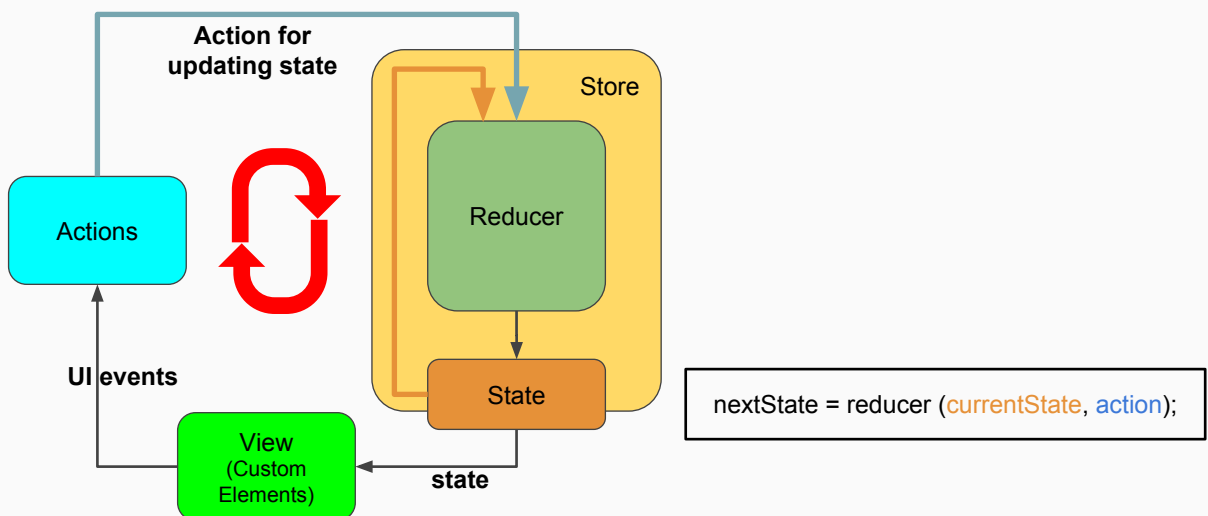 Action for
updating state
Store
Reducer
Actions
UI events
State
nextState = reducer (currentState, action);
View
(Custom
Elements)
state